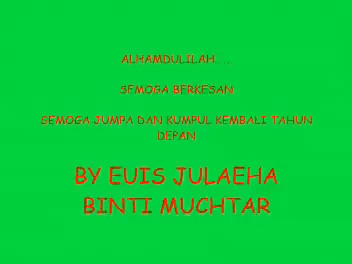 ALHAMDULILAH. . .
SEMOGA BERKESAN
SEMOGA JUMPA DAN KUMPUL KEMBALI TAHUN
DEPAN
BY EUIS JULAEHA
BINTI MUCHTAR